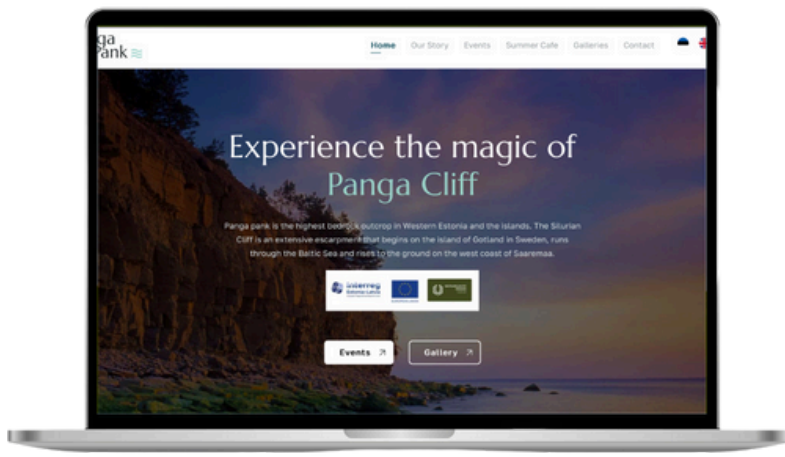 ga
ank
Home Our Story Events Summer Cafe Galleries Contact
Experience the magic of
Panga Cliff
Panga pank is the highest bedrock outcrop in Western Estonia and the islands. The Silurian
Cliff is an extensive escarpment that begins on the island of Gotland in Sweden, runs
through the Baltic Sea and rises to the ground on the west coast of Saaremaa.
Interreg
Estonia-Latvia
Events Gallery